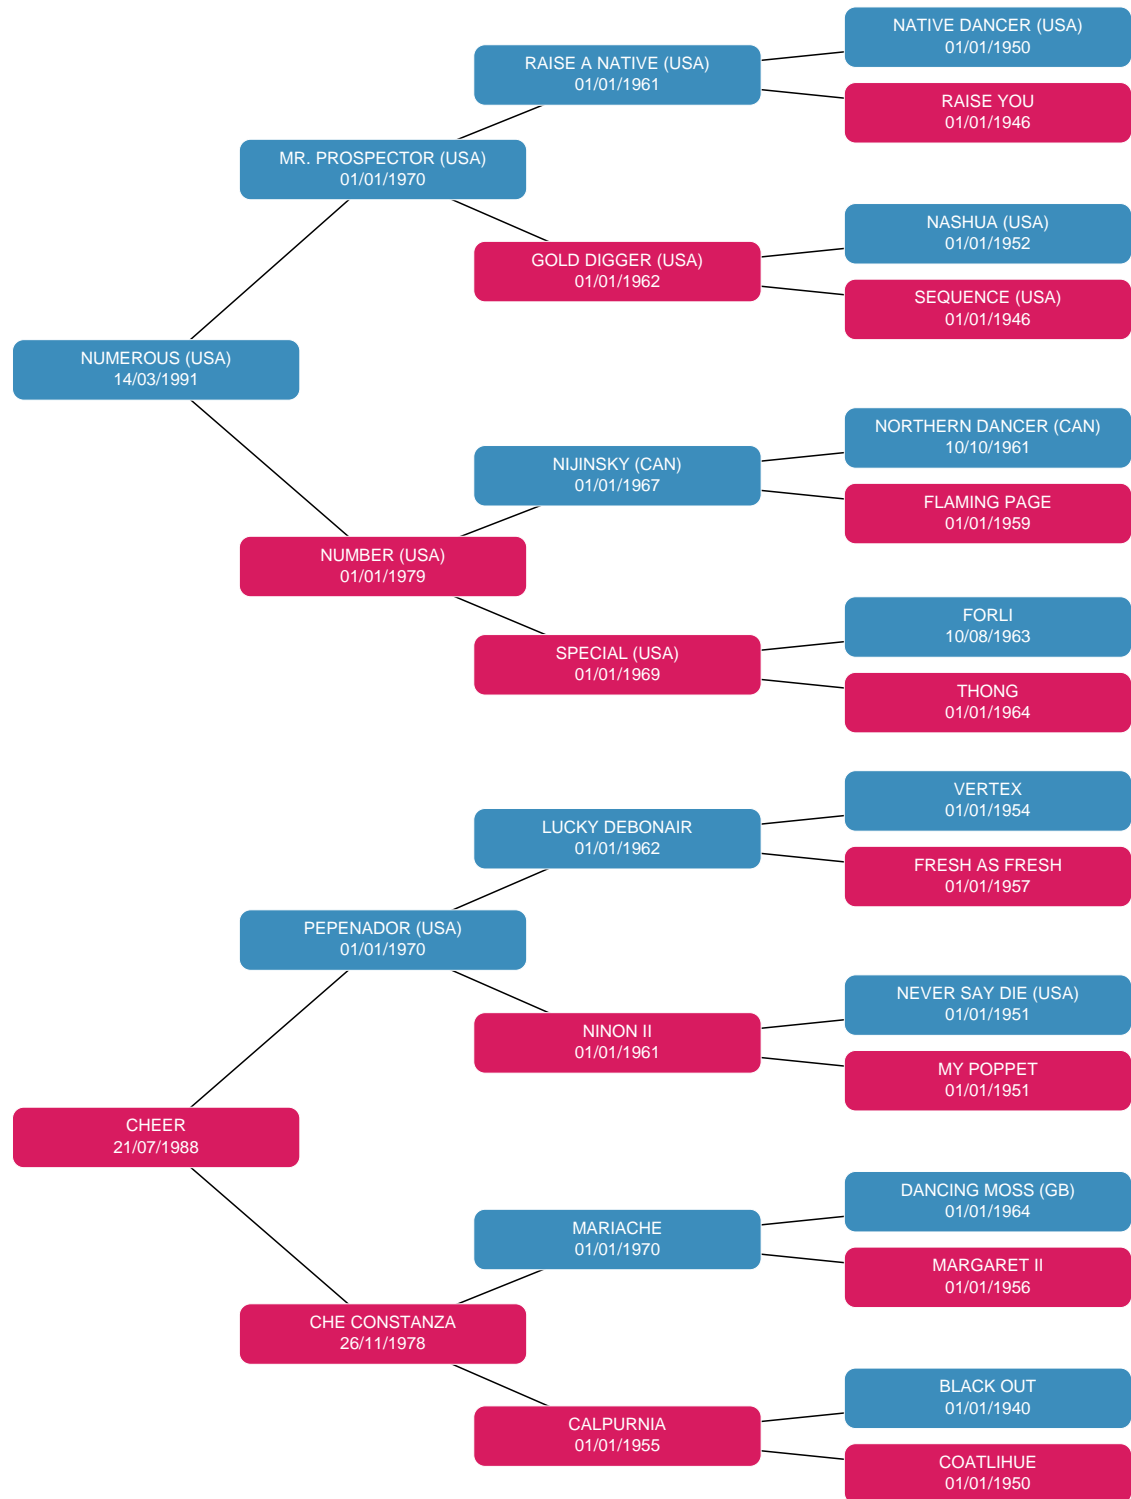 NATIVE DANCER (USA)
01/01/1950
RAISE A NATIVE (USA)
01/01/1961
RAISE YOU
01/01/1946
MR. PROSPECTOR (USA)
01/01/1970
NASHUA (USA)
01/01/1952
GOLD DIGGER (USA)
01/01/1962
SEQUENCE (USA)
01/01/1946
NUMEROUS (USA)
14/03/1991
NORTHERN DANCER (CAN)
10/10/1961
NIJINSKY (CAN)
01/01/1967
FLAMING PAGE
01/01/1959
NUMBER (USA)
01/01/1979
FORLI
10/08/1963
SPECIAL (USA)
01/01/1969
THONG
01/01/1964
VERTEX
01/01/1954
LUCKY DEBONAIR
01/01/1962
FRESH AS FRESH
01/01/1957
PEPENADOR (USA)
01/01/1970
NEVER SAY DIE (USA)
01/01/1951
NINON II
01/01/1961
MY POPPET
01/01/1951
CHEER
21/07/1988
DANCING MOSS (GB)
01/01/1964
MARIACHE
01/01/1970
MARGARET II
01/01/1956
CHE CONSTANZA
26/11/1978
BLACK OUT
01/01/1940
CALPURNIA
01/01/1955
COATLIHUE
01/01/1950